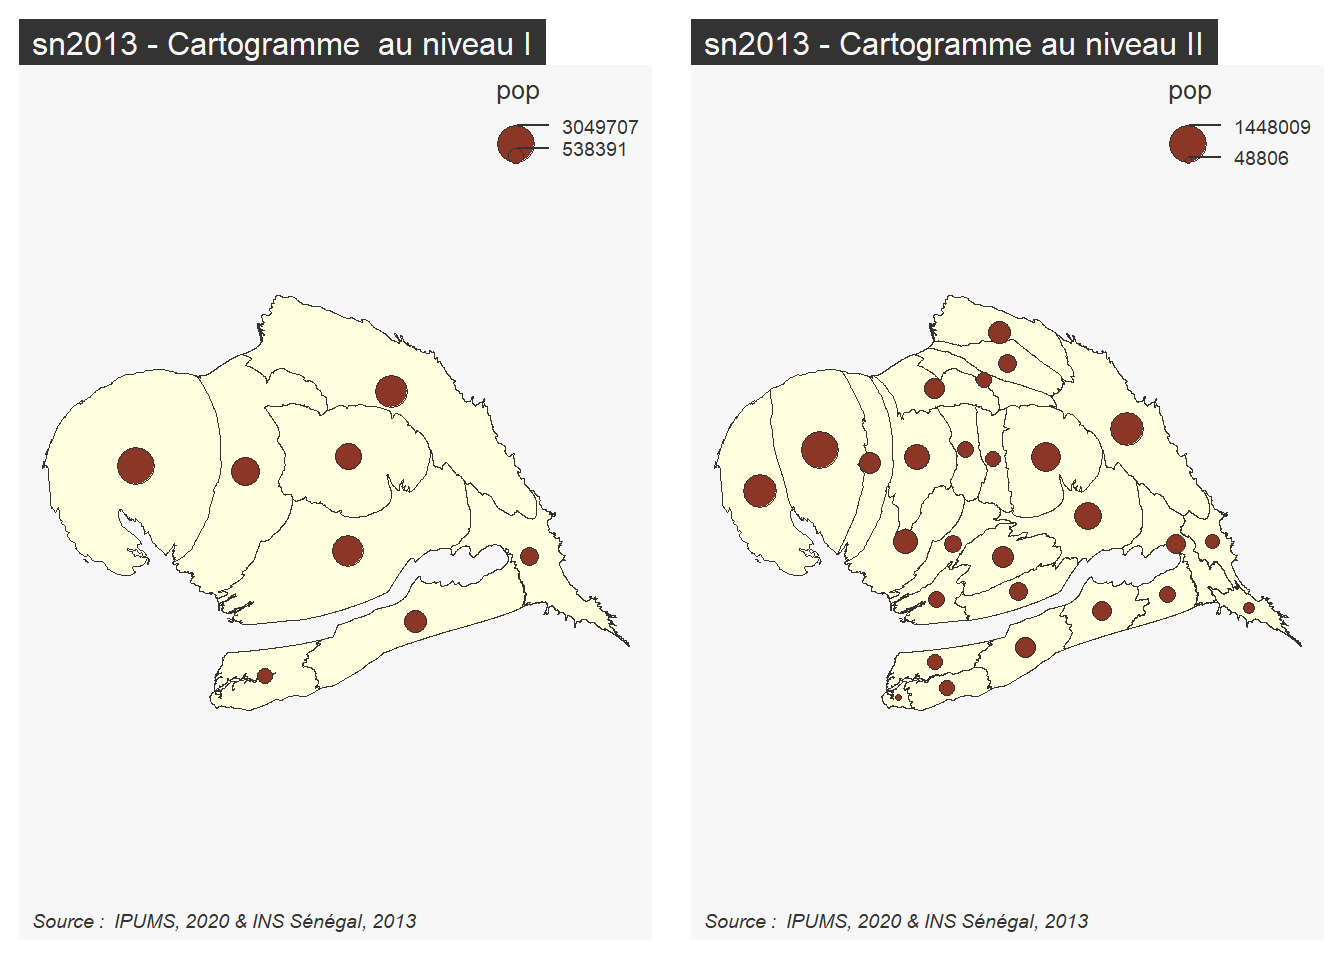 sn2013 - Cartogramme  au niveau I
pop
3049707
538391
Source :  IPUMS, 2020 & INS Sénégal, 2013
sn2013 - Cartogramme au niveau II
pop
1448009
48806
Source :  IPUMS, 2020 & INS Sénégal, 2013